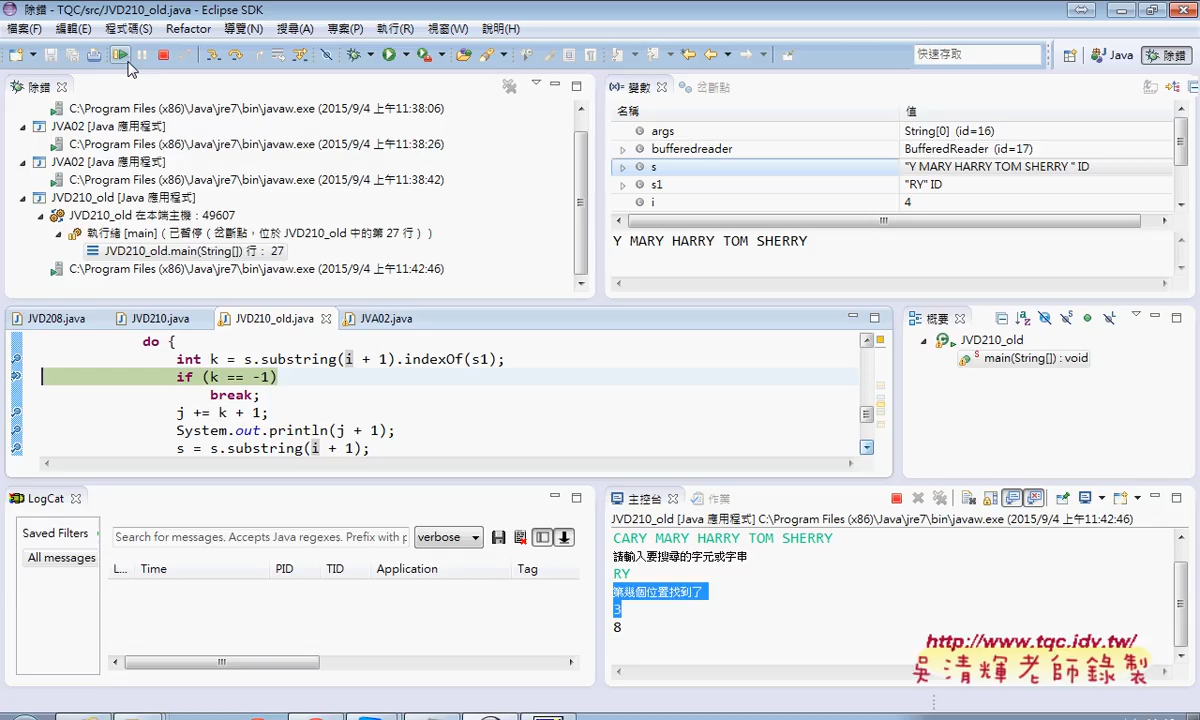 除錯 - TQC/src/JVD210_old.java - Eclipse SDK
檔案(F) 編輯(E) 程式碼(S) Refactor 導覽(N) 搜尋(A) 專案(P) 執行(R) 視窗(W) 說明(H)
快速存取 Java 除錯
除錯
C:\Program Files (x86)\Java\jre7\bin\javaw.exe (2015/9/4 上午11:38:06)
JVA02 [Java 應用程式]
C:\Program Files (x86)\Java\jre7\bin\javaw.exe (2015/9/4 上午11:38:26)
JVA02 [Java 應用程式]
C:\Program Files (x86)\Java\jre7\bin\javaw.exe (2015/9/4 上午11:38:42)
JVD210_old [Java 應用程式]
JVD210_old 在本端主機：49607
執行緒 [main]（已暫停（岔斷點，位於 JVD210_old 中的第 27 行））
JVD210_old.main(String[]) 行： 27
C:\Program Files (x86)\Java\jre7\bin\javaw.exe (2015/9/4 上午11:42:46)
(x)= 變數 岔斷點
名稱 值
args String[0] (id=16)
bufferedreader BufferedReader (id=17)
s "Y MARY HARRY TOM SHERRY " ID
s1 "RY" ID
i 4
Y MARY HARRY TOM SHERRY
JVD208.java JVD210.java JVD210_old.java JVA02.java
do {
int k = s.substring(i + 1).indexOf(s1);
if (k == -1)
break;
j += k + 1;
System.out.println(j + 1);
s = s.substring(i + 1);
概要
JVD210_old
main(String[]) : void
LogCat
Saved Filters
All messages
Search for messages. Accepts Java regexes. Prefix with p verbose
L... Time PID TID Application Tag
主控台 作業
JVD210_old [Java 應用程式] C:\Program Files (x86)\Java\jre7\bin\javaw.exe (2015/9/4 上午11:42:46)
CARY MARY HARRY TOM SHERRY
請輸入要搜尋的字元或字串
RY
第幾個位置找到了
3
8
http://www.tqc.idv.tw/
吳清輝老師錄製